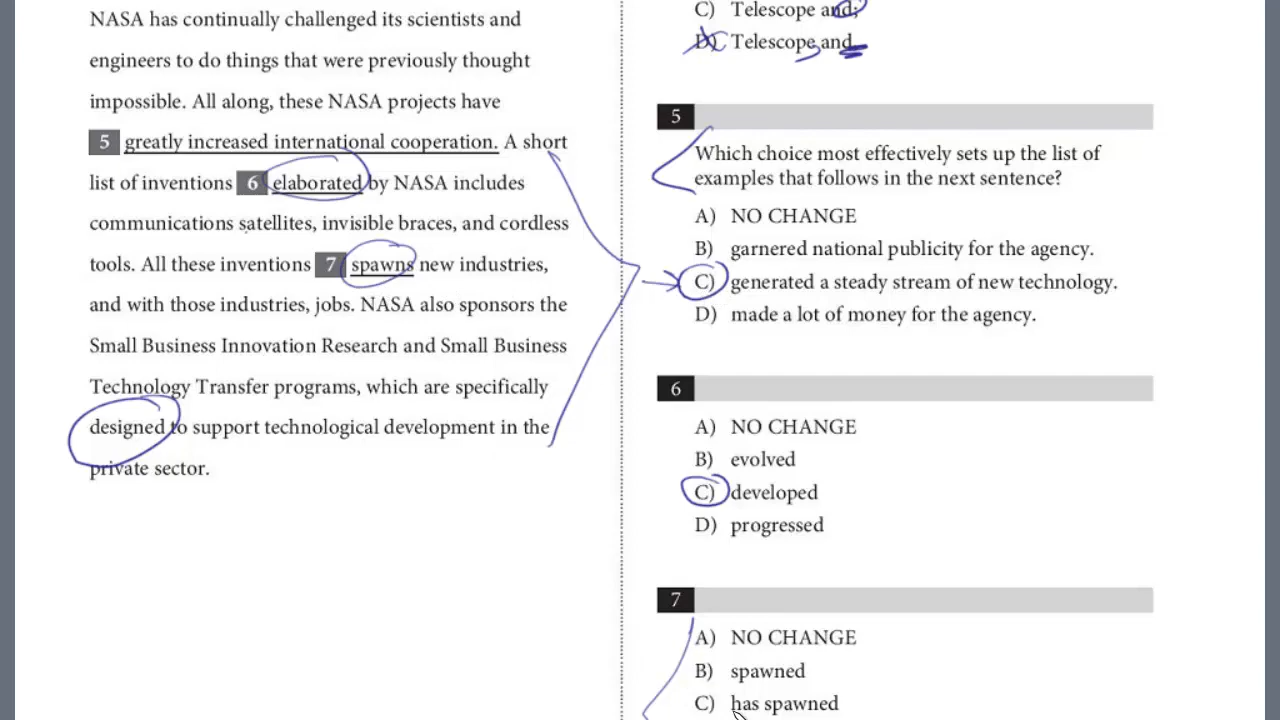 NASA has continually challenged its scientists and
engineers to do things that were previously thought
impossible. All along, these NASA projects have
5 greatly increased international cooperation. A short
list of inventions 6 elaborated by NASA includes
communications satellites, invisible braces, and cordless
tools. All these inventions 7 spawns new industries,
and with those industries, jobs. NASA also sponsors the
Small Business Innovation Research and Small Business
Technology Transfer programs, which are specifically
designed to support technological development in the
private sector.
C) Telescope and;
D) Telescope and
5
Which choice most effectively sets up the list of
examples that follows in the next sentence?
A) NO CHANGE
B) garnered national publicity for the agency.
C) generated a steady stream of new technology.
D) made a lot of money for the agency.
6
A) NO CHANGE
B) evolved
C) developed
D) progressed
7
A) NO CHANGE
B) spawned
C) has spawned